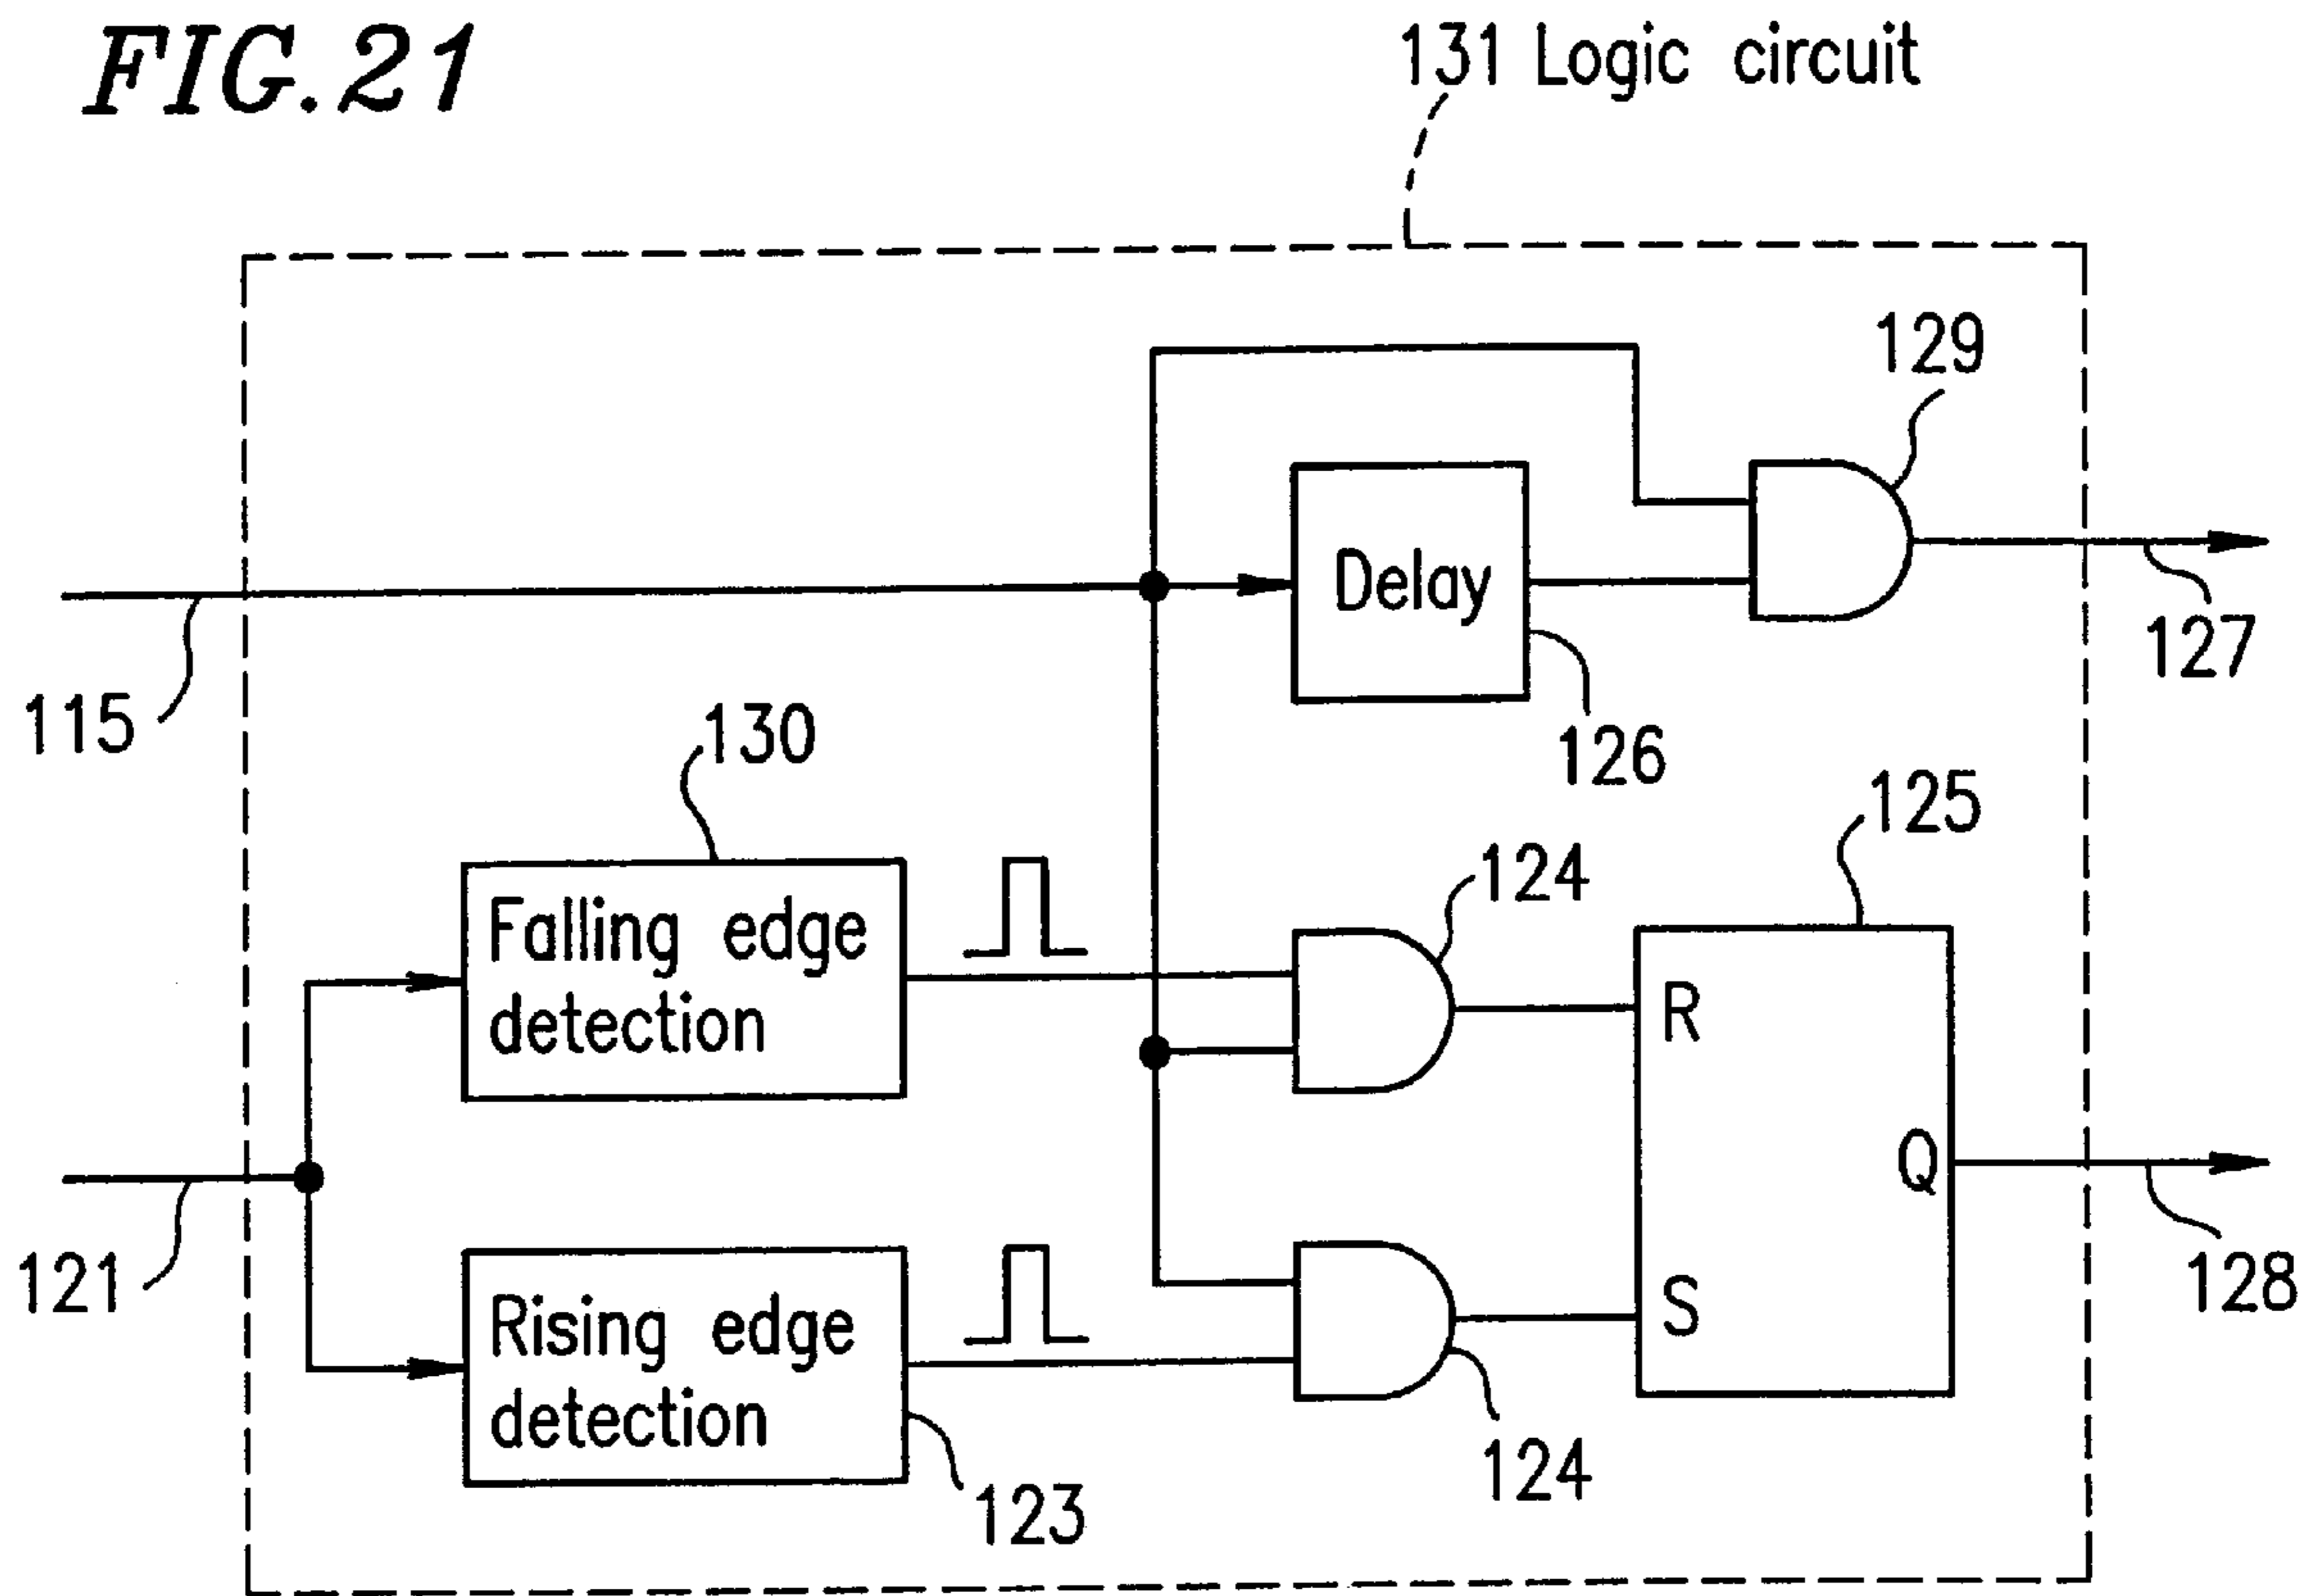 FIG.21
131 Logic circuit
129
Delay
127
115
130
126
125
124
Falling edge
detection
R
Q
121
128
Rising edge
detection
S
124
123